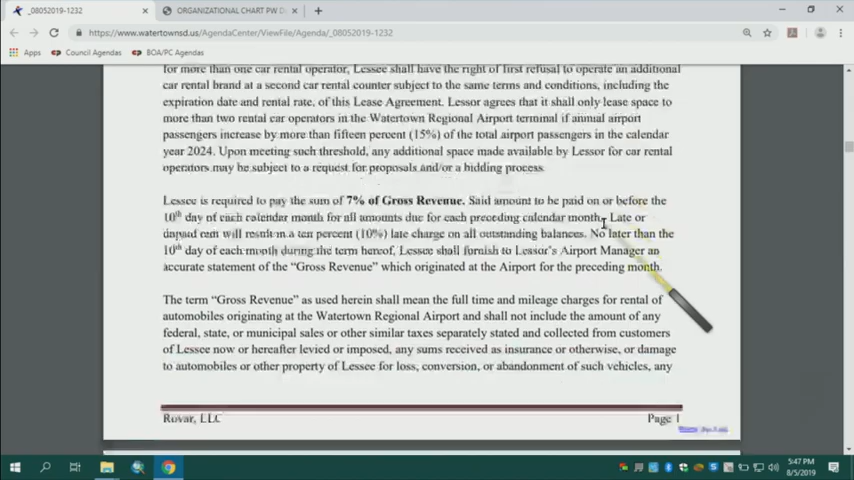 _08052019-1232
ORGANIZATIONAL CHART PW D
https://www.watertownsd.us/AgendaCenter/ViewFile/Agenda/_08052019-1232
Apps Council Agendas BOA/PC Agendas
for more than one car rental operator, Lessee shall have the right of first refusal to operate an additional
car rental brand at a second car rental counter subject to the same terms and conditions, including the
expiration date and rental rate, of this Lease Agreement. Lessor agrees that it shall only lease space to
more than two rental car operators in the Watertown Regional Airport terminal if annual airport
passengers increase by more than fifteen percent (15%) of the total airport passengers in the calendar
year 2024. Upon meeting such threshold, any additional space made available by Lessor for car rental
operators may be subject to a request for proposals and/or a bidding process.
Lessee is required to pay the sum of 7% of Gross Revenue. Said amount to be paid on or before the
10th day of each calendar month for all amounts due for each preceding calendar month. Late or
unpaid rent will result in a ten percent (10%) late charge on all outstanding balances. No later than the
10th day of each month during the term hereof, Lessee shall furnish to Lessor's Airport Manager an
accurate statement of the "Gross Revenue" which originated at the Airport for the preceding month.
The term "Gross Revenue" as used herein shall mean the full time and mileage charges for rental of
automobiles originating at the Watertown Regional Airport and shall not include the amount of any
federal, state, or municipal sales or other similar taxes separately stated and collected from customers
of Lessee now or hereafter levied or imposed, any sums received as insurance or otherwise, or damage
to automobiles or other property of Lessee for loss, conversion, or abandonment of such vehicles, any
Rovar, LLC Page 1
5:47 PM
8/5/2019